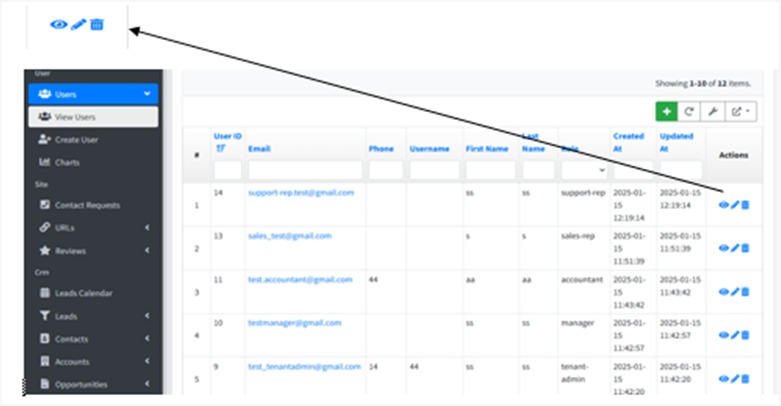 User
Users
View Users
Create User
Charts
Site
Contact Requests
URLs
Reviews
Crm
Leads Calendar
Leads
Contacts
Accounts
Opportunities
Showing 1-10 of 12 items.
# User ID Email Phone Username First Name Last Name Role Created At Updated At Actions
1 14 support-rep.test@gmail.com ss ss support-rep 2025-01-15 12:19:14 2025-01-15 12:19:14
2 13 sales_test@gmail.com s s sales-rep 2025-01-15 11:51:39 2025-01-15 11:51:39
3 11 test.accountant@gmail.com 44 aa aa accountant 2025-01-15 11:43:42 2025-01-15 11:43:42
4 10 testmanager@gmail.com ss ss manager 2025-01-15 11:42:57 2025-01-15 11:42:57
5 9 test_tenantadmin@gmail.com 14 44 ss ss tenant-admin 2025-01-15 11:42:20 2025-01-15 11:42:20